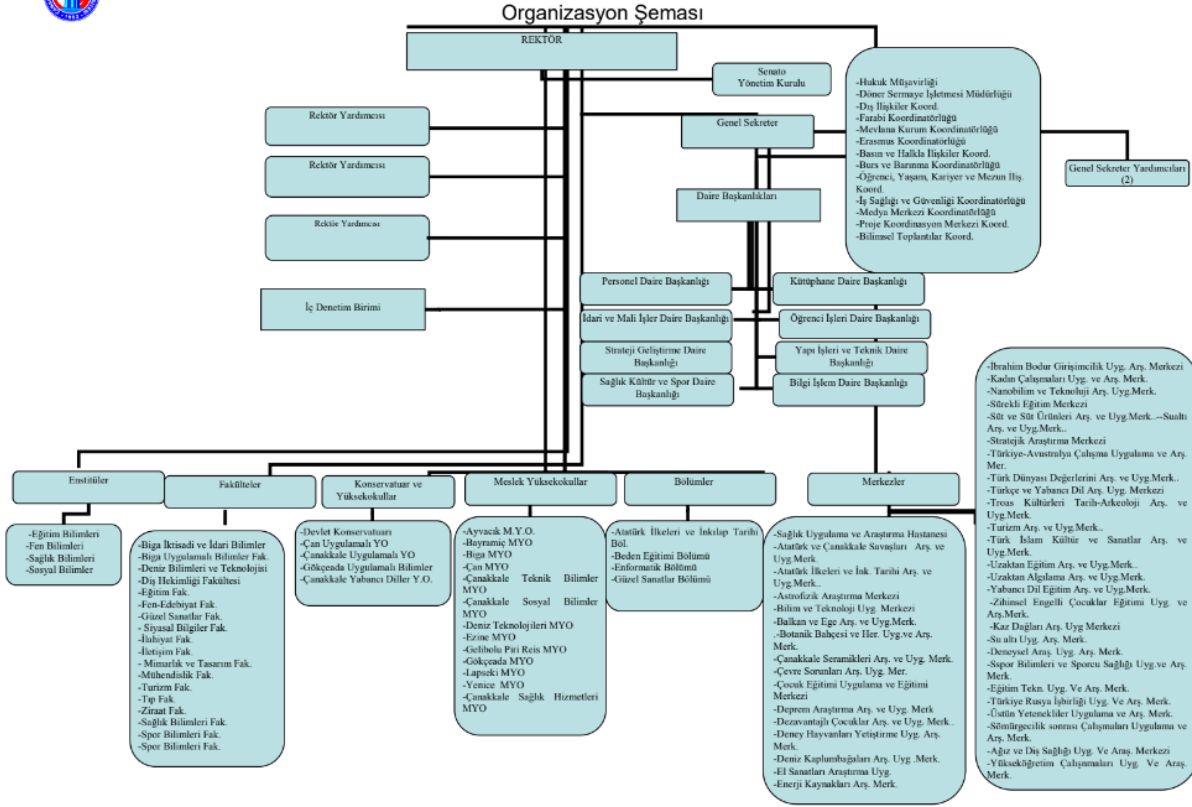 Organizasyon Şeması
REKTÖR
Senato
Yönetim Kurulu
Rektör Yardımcısı
Rektör Yardımcısı
Rektör Yardımcısı
İç Denetim Birimi
Genel Sekreter
Daire Başkanlıkları
-Hukuk Müşavirliği
-Döner Sermaye İşletmesi Müdürlüğü
-Dış İlişkiler Koord.
-Farabi Koordinatörlüğü
-Mevlana Kurum Koordinatörlüğü
-Erasmus Koordinatörlüğü
-Basın ve Halkla İlişkiler Koord.
-Burs ve Barınma Koordinatörlüğü
-Öğrenci, Yaşam, Kariyer ve Mezun İliş.
Koord.
-İş Sağlığı ve Güvenliği Koordinatörlüğü
-Medya Merkezi Koordinatörlüğü
-Proje Koordinasyon Merkezi Koord.
-Bilimsel Toplantılar Koord.
Genel Sekreter Yardımcıları
(2)
Personel Daire Başkanlığı
Kütüphane Daire Başkanlığı
İdari ve Mali İşler Daire Başkanlığı
Öğrenci İşleri Daire Başkanlığı
Strateji Geliştirme Daire
Başkanlığı
Yapı İşleri ve Teknik Daire
Başkanlığı
Sağlık Kültür ve Spor Daire
Başkanlığı
Bilgi İşlem Daire Başkanlığı
Enstitüler
-Eğitim Bilimleri
-Fen Bilimleri
-Sağlık Bilimleri
-Sosyal Bilimler
Fakülteler
-Biga İktisadi ve İdari Bilimler
-Biga Uygulamalı Bilimler Fak.
-Deniz Bilimleri ve Teknolojisi
-Diş Hekimliği Fakültesi
-Eğitim Fak.
-Fen-Edebiyat Fak.
-Güzel Sanatlar Fak.
- Siyasal Bilgiler Fak.
-İlahiyat Fak.
-İletişim Fak.
- Mimarlık ve Tasarım Fak.
-Mühendislik Fak.
-Turizm Fak.
-Tıp Fak.
-Ziraat Fak.
-Sağlık Bilimleri Fak.
-Spor Bilimleri Fak.
-Spor Bilimleri Fak.
Konservatuar ve
Yüksekokullar
-Devlet Konservatuarı
-Çan Uygulamalı YO
-Çanakkale Uygulamalı YO
-Gökçeada Uygulamalı Bilimler
-Çanakkale Yabancı Diller Y.O.
Meslek Yüksekokullar
-Ayvacık M.Y.O.
-Bayramiç MYO
-Biga MYO
-Çan MYO
-Çanakkale Teknik Bilimler
MYO
-Çanakkale Sosyal Bilimler
MYO
-Deniz Teknolojileri MYO
-Ezine MYO
-Gelibolu Piri Reis MYO
-Gökçeada MYO
-Lapseki MYO
-Yenice MYO
-Çanakkale Sağlık Hizmetleri
MYO
Bölümler
-Atatürk İlkeleri ve İnkılap Tarihi
Böl.
-Beden Eğitimi Bölümü
-Enformatik Bölümü
-Güzel Sanatlar Bölümü
Merkezler
-Sağlık Uygulama ve Araştırma Hastanesi
-Atatürk ve Çanakkale Savaşları Arş. ve
Uyg.Merk.
-Atatürk İlkeleri ve İnk. Tarihi Arş. ve
Uyg.Merk..
-Astrofizik Araştırma Merkezi
-Bilim ve Teknoloji Uyg. Merkezi
-Balkan ve Ege Arş. ve Uyg.Merk.
.-Botanik Bahçesi ve Her. Uyg.ve Arş.
Merk.
-Çanakkale Seramikleri Arş. ve Uyg. Merk.
-Çevre Sorunları Arş. Uyg. Mer.
-Çocuk Eğitimi Uygulama ve Eğitimi
Merkezi
-Deprem Araştırma Arş. ve Uyg. Merk
-Dezavantajlı Çocuklar Arş. ve Uyg. Merk..
-Deney Hayvanları Yetiştirme Uyg. Arş.
Merk.
-Deniz Kaplumbağaları Arş. Uyg .Merk.
-El Sanatları Araştırma Uyg.
-Enerji Kaynakları Arş. Merk.
-İbrahim Bodur Girişimcilik Uyg. Arş. Merkezi
-Kadın Çalışmaları Uyg. ve Arş. Merk.
-Nanobilim ve Teknoluji Arş. Uyg.Merk.
-Sürekli Eğitim Merkezi
-Süt ve Süt Ürünleri Arş. ve Uyg.Merk..--Sualtı
Arş. ve Uyg.Merk..
-Stratejik Araştırma Merkezi
-Türkiye-Avustralya Çalışma Uygulama ve Arş.
Mer.
-Türk Dünyası Değerlerini Arş. ve Uyg.Merk..
-Türkçe ve Yabancı Dil Arş. Uyg. Merkezi
-Troas Kültürleri Tarih-Arkeoloji Arş. ve
Uyg.Merk.
-Turizm Arş. ve Uyg.Merk..
-Türk İslam Kültür ve Sanatlar Arş. ve
Uyg.Merk.
-Uzaktan Eğitim Arş. ve Uyg.Merk..
-Uzaktan Algılama Arş. ve Uyg.Merk.
-Yabancı Dil Eğitim Arş. ve Uyg.Merk.
-Zihinsel Engelli Çocuklar Eğitimi Uyg. ve
Arş.Merk.
-Kaz Dağları Arş. Uyg Merkezi
-Su altı Uyg. Arş. Merk.
-Deneysel Araş. Uyg. Arş. Merk.
-Sspor Bilimleri ve Sporcu Sağlığı Uyg.ve Arş.
Merk.
-Eğitim Tekn. Uyg. Ve Arş. Merk.
-Türkiye Rusya İşbirliği Uyg. Ve Arş. Merk.
-Üstün Yetenekliler Uygulama ve Arş. Merk.
-Sömürgecilik sonrası Çalışmaları Uygulama ve
Arş. Merk.
-Ağız ve Diş Sağlığı Uyg. Ve Araş. Merkezi
-Yükseköğretim Çalışmaları Uyg. Ve Araş.
Merk.